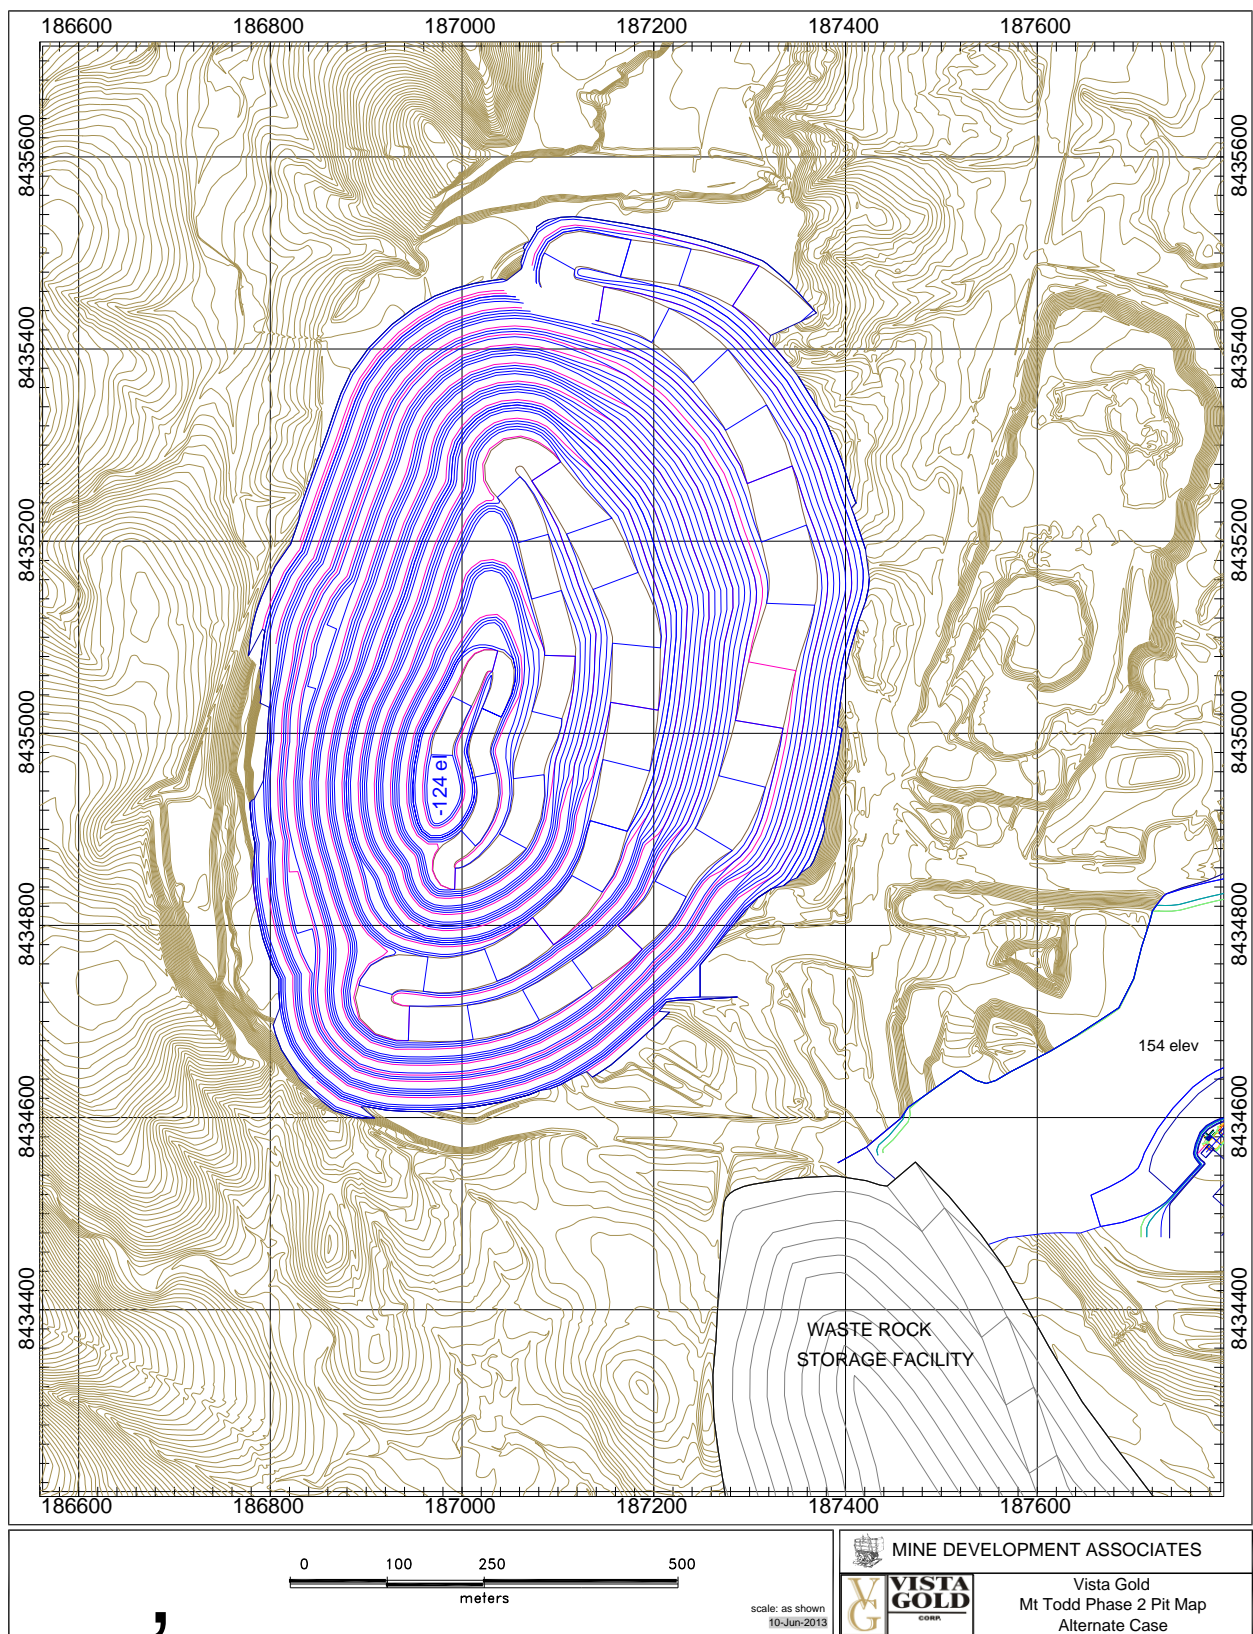 186600 186800 187000 187200 187400 187600
8435600 8435600
8435400 8435400
8435200 8435200
8435000 8435000
-124 el
8434800 8434800
154 elev
8434600 8434600
8434400 8434400
WASTE ROCK
STORAGE FACILITY
186600 186800 187000 187200 187400 187600
0 100 250 500
meters
,
scale: as shown
10-Jun-2013
MINE DEVELOPMENT ASSOCIATES
VG
VISTA
GOLD
CORP.
Vista Gold
Mt Todd Phase 2 Pit Map
Alternate Case